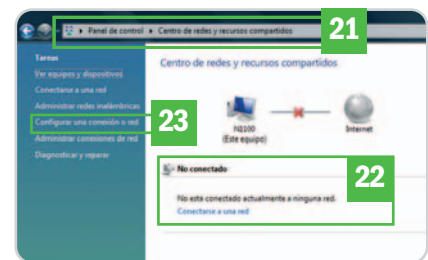 Panel de control ▸ Centro de redes y recursos compartidos
21
Tareas
Ver equipos y dispositivos
Conectarse a una red
Administrar redes inalámbricas
Configurar una conexión o red
Administrar conexiones de red
Diagnosticar y reparar
23
Centro de redes y recursos compartidos
N1100
(Este equipo)
Internet
22
No conectado
No está conectado actualmente a ninguna red.
Conectarse a una red